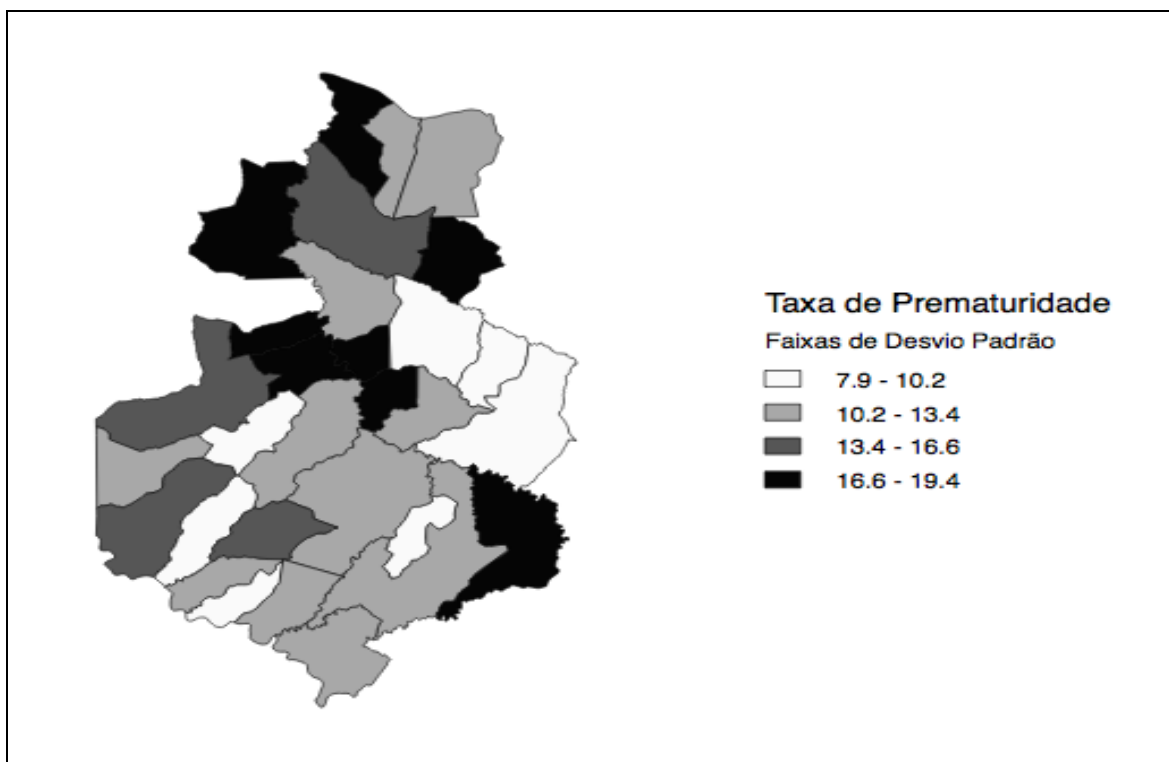 Taxa de Prematuridade
Faixas de Desvio Padrão
7.9 - 10.2
10.2 - 13.4
13.4 - 16.6
16.6 - 19.4